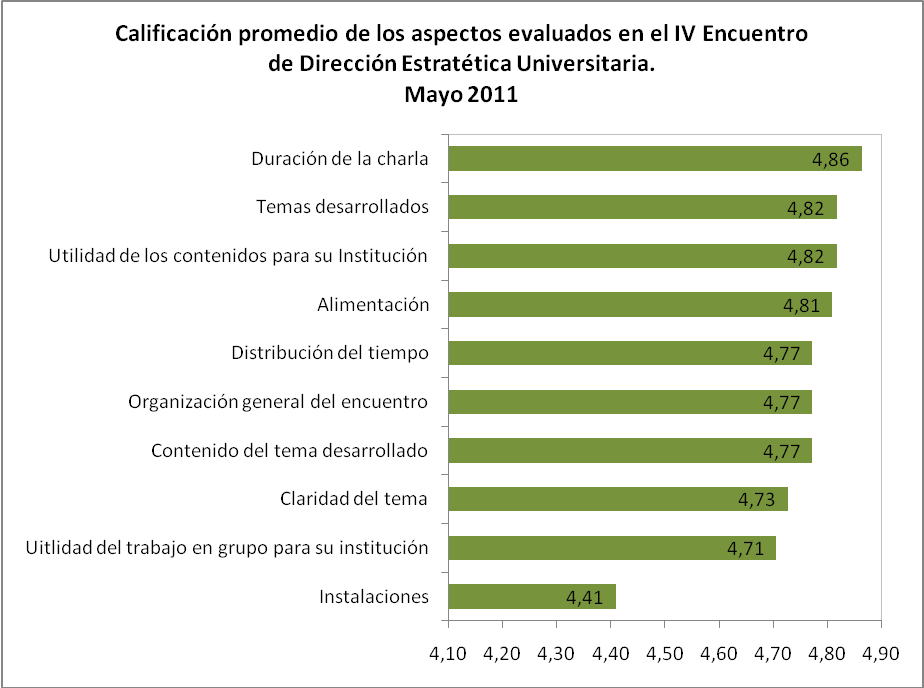 Calificación promedio de los aspectos evaluados en el IV Encuentro
de Dirección Estratética Universitaria.
Mayo 2011
Duración de la charla 4,86
Temas desarrollados 4,82
Utilidad de los contenidos para su Institución 4,82
Alimentación 4,81
Distribución del tiempo 4,77
Organización general del encuentro 4,77
Contenido del tema desarrollado 4,77
Claridad del tema 4,73
Uitlidad del trabajo en grupo para su institución 4,71
Instalaciones 4,41
4,10 4,20 4,30 4,40 4,50 4,60 4,70 4,80 4,90